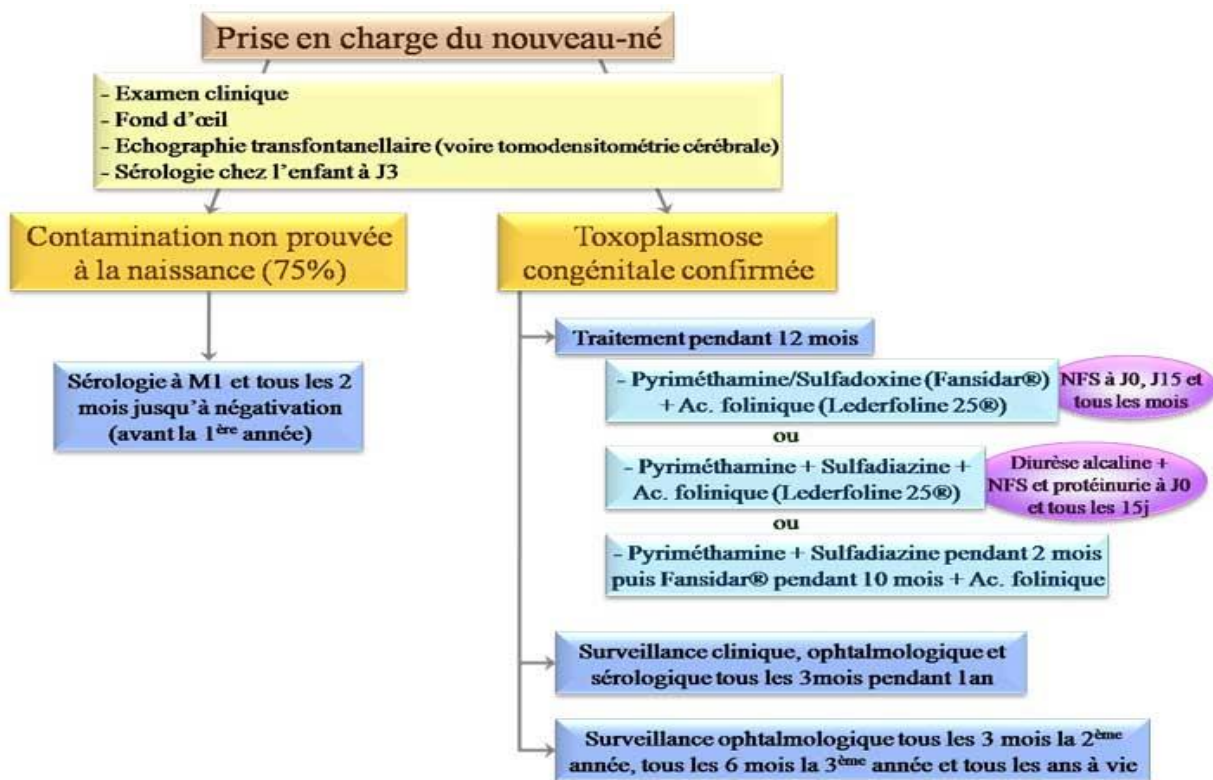 Prise en charge du nouveau-né
- Examen clinique
- Fond d'œil
- Echographie transfontanellaire (voire tomodensitométrie cérébrale)
- Sérologie chez l'enfant à J3
Contamination non prouvée
à la naissance (75%)
Toxoplasmose
congénitale confirmée
Sérologie à M1 et tous les 2
mois jusqu'à négativation
(avant la 1ère année)
Traitement pendant 12 mois
- Pyriméthamine/Sulfadoxine (Fansidar®)
+ Ac. folinique (Lederfoline 25®)
NFS à J0, J15 et
tous les mois
ou
- Pyriméthamine + Sulfadiazine +
Ac. folinique (Lederfoline 25®)
Diurèse alcaline +
NFS et protéinurie à J0
et tous les 15j
ou
- Pyriméthamine + Sulfadiazine pendant 2 mois
puis Fansidar® pendant 10 mois + Ac. folinique
Surveillance clinique, ophtalmologique et
sérologique tous les 3mois pendant 1an
Surveillance ophtalmologique tous les 3 mois la 2ème
année, tous les 6 mois la 3ème année et tous les ans à vie